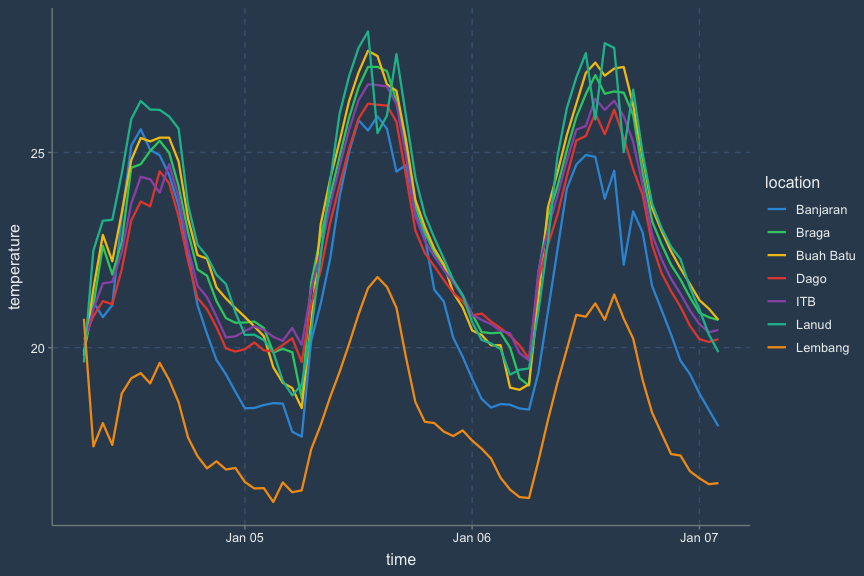 temperature
25
20
Jan 05
Jan 06
Jan 07
time
location
Banjaran
Braga
Buah Batu
Dago
ITB
Lanud
Lembang